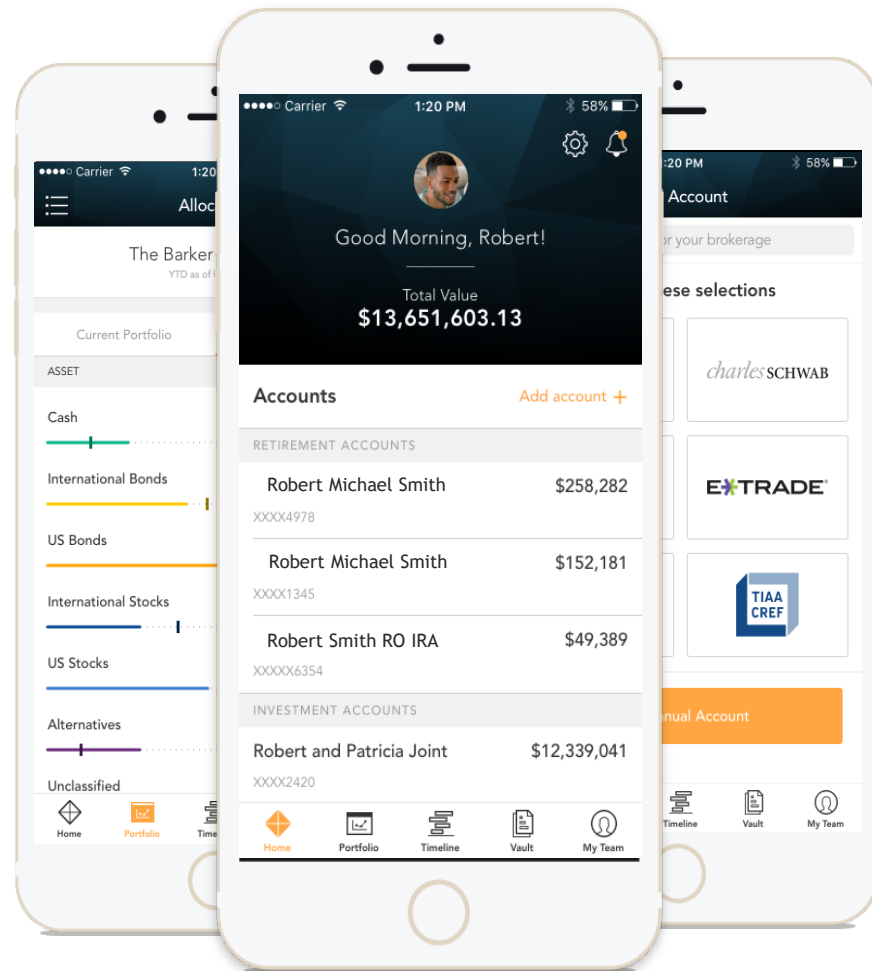 Carrier
1:20
Alloc
The Barker
YTD as of
Current Portfolio
ASSET
Cash
International Bonds
US Bonds
International Stocks
US Stocks
Alternatives
Unclassified
Home
Portfolio
Time
Carrier
1:20 PM
58%
Good Morning, Robert!
Total Value
$13,651,603.13
Accounts
Add account +
RETIREMENT ACCOUNTS
Robert Michael Smith $258,282
XXXX4978
Robert Michael Smith $152,181
XXXX1345
Robert Smith RO IRA $49,389
XXXXX6354
INVESTMENT ACCOUNTS
Robert and Patricia Joint $12,339,041
XXXX2420
Home
Portfolio
Timeline
Vault
My Team
:20 PM
58%
Account
or your brokerage
ese selections
charles SCHWAB
E*TRADE®
TIAA
CREF
nual Account
Timeline
Vault
My Team